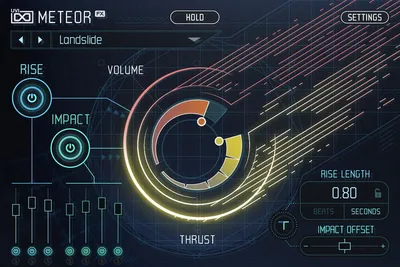 UVI
METEOR FX
HOLD
SETTINGS
Landslide
RISE
VOLUME
IMPACT
RISE LENGTH
0.80
BEATS
SECONDS
T
IMPACT OFFSET
- +
THRUST